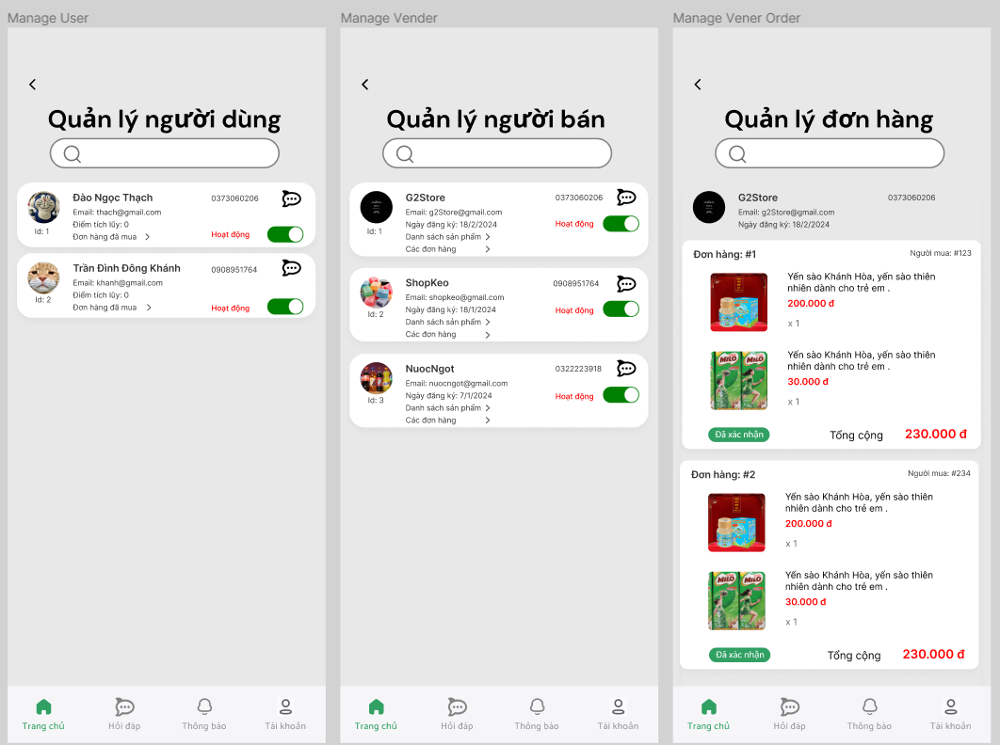 Manage User
Quản lý người dùng
Đào Ngọc Thạch
0373060206
Email: thach@gmail.com
Điểm tích lũy: 0
Id: 1
Đơn hàng đã mua
Hoạt động
Trần Đình Đông Khánh
0908951764
Email: khanh@gmail.com
Điểm tích lũy: 0
Id: 2
Đơn hàng đã mua
Hoạt động
Trang chủ
Hỏi đáp
Thông báo
Tài khoản
Manage Vender
Quản lý người bán
G2Store
0373060206
Email: g2Store@gmail.com
Ngày đăng ký: 18/2/2024
Hoạt động
Id: 1
Danh sách sản phẩm
Các đơn hàng
ShopKeo
0908951764
Email: shopkeo@gmail.com
Ngày đăng ký: 18/1/2024
Hoạt động
Id: 2
Danh sách sản phẩm
Các đơn hàng
NuocNgot
0322223918
Email: nuocngot@gmail.com
Ngày đăng ký: 7/1/2024
Hoạt động
Id: 3
Danh sách sản phẩm
Các đơn hàng
Trang chủ
Hỏi đáp
Thông báo
Tài khoản
Manage Vener Order
Quản lý đơn hàng
G2Store
0373060206
Email: g2Store@gmail.com
Ngày đăng ký: 18/2/2024
Đơn hàng: #1
Người mua: #123
Yến sào Khánh Hòa, yến sào thiên
nhiên dành cho trẻ em .
200.000 đ
x 1
MILO
MILO
Yến sào Khánh Hòa, yến sào thiên
nhiên dành cho trẻ em .
30.000 đ
x 1
Đã xác nhận
Tổng cộng
230.000 đ
Đơn hàng: #2
Người mua: #234
Yến sào Khánh Hòa, yến sào thiên
nhiên dành cho trẻ em .
200.000 đ
x 1
MILO
MILO
Yến sào Khánh Hòa, yến sào thiên
nhiên dành cho trẻ em .
30.000 đ
x 1
Đã xác nhận
Tổng cộng
230.000 đ
Trang chủ
Hỏi đáp
Thông báo
Tài khoản